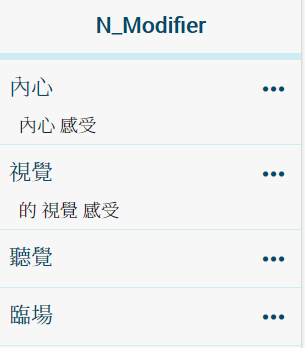 N_Modifier
內心
內心 感受
視覺
的 視覺 感受
聽覺
臨場